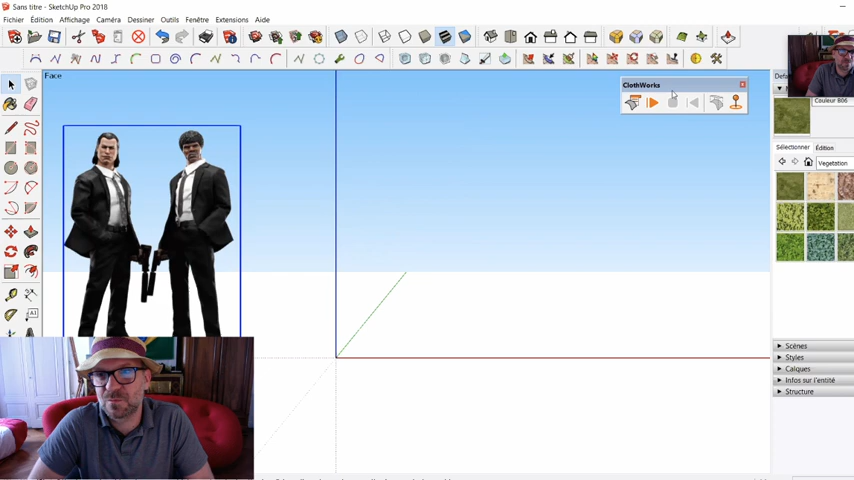 Sans titre - SketchUp Pro 2018
Fichier Édition Affichage Caméra Dessiner Outils Fenêtre Extensions Aide
Face
ClothWorks
Couleur B06
Sélectionner Édition
Vegetation
Scènes
Styles
Calques
Infos sur l'entité
Structure